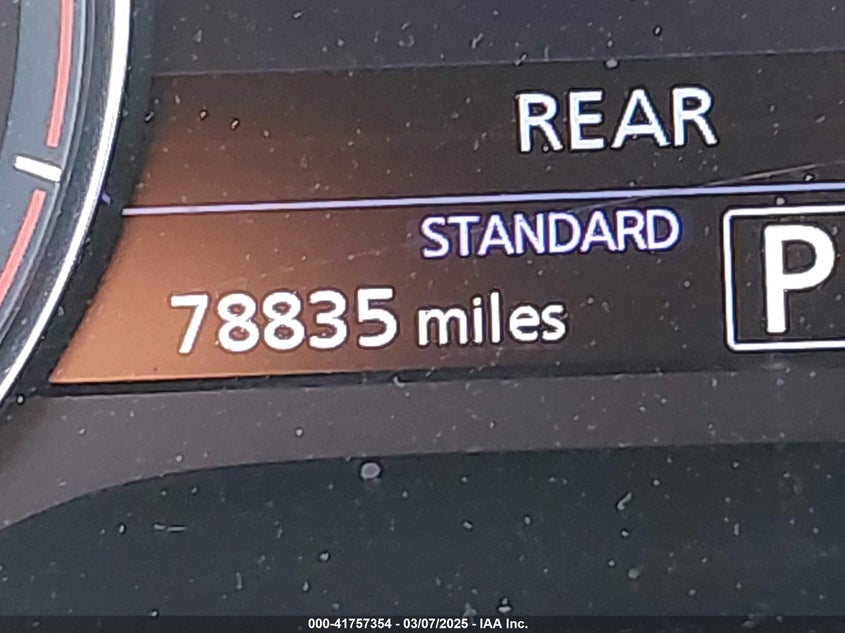 REAR
STANDARD
P
78835 miles
000-41757354 - 03/07/2025 - IAA Inc.